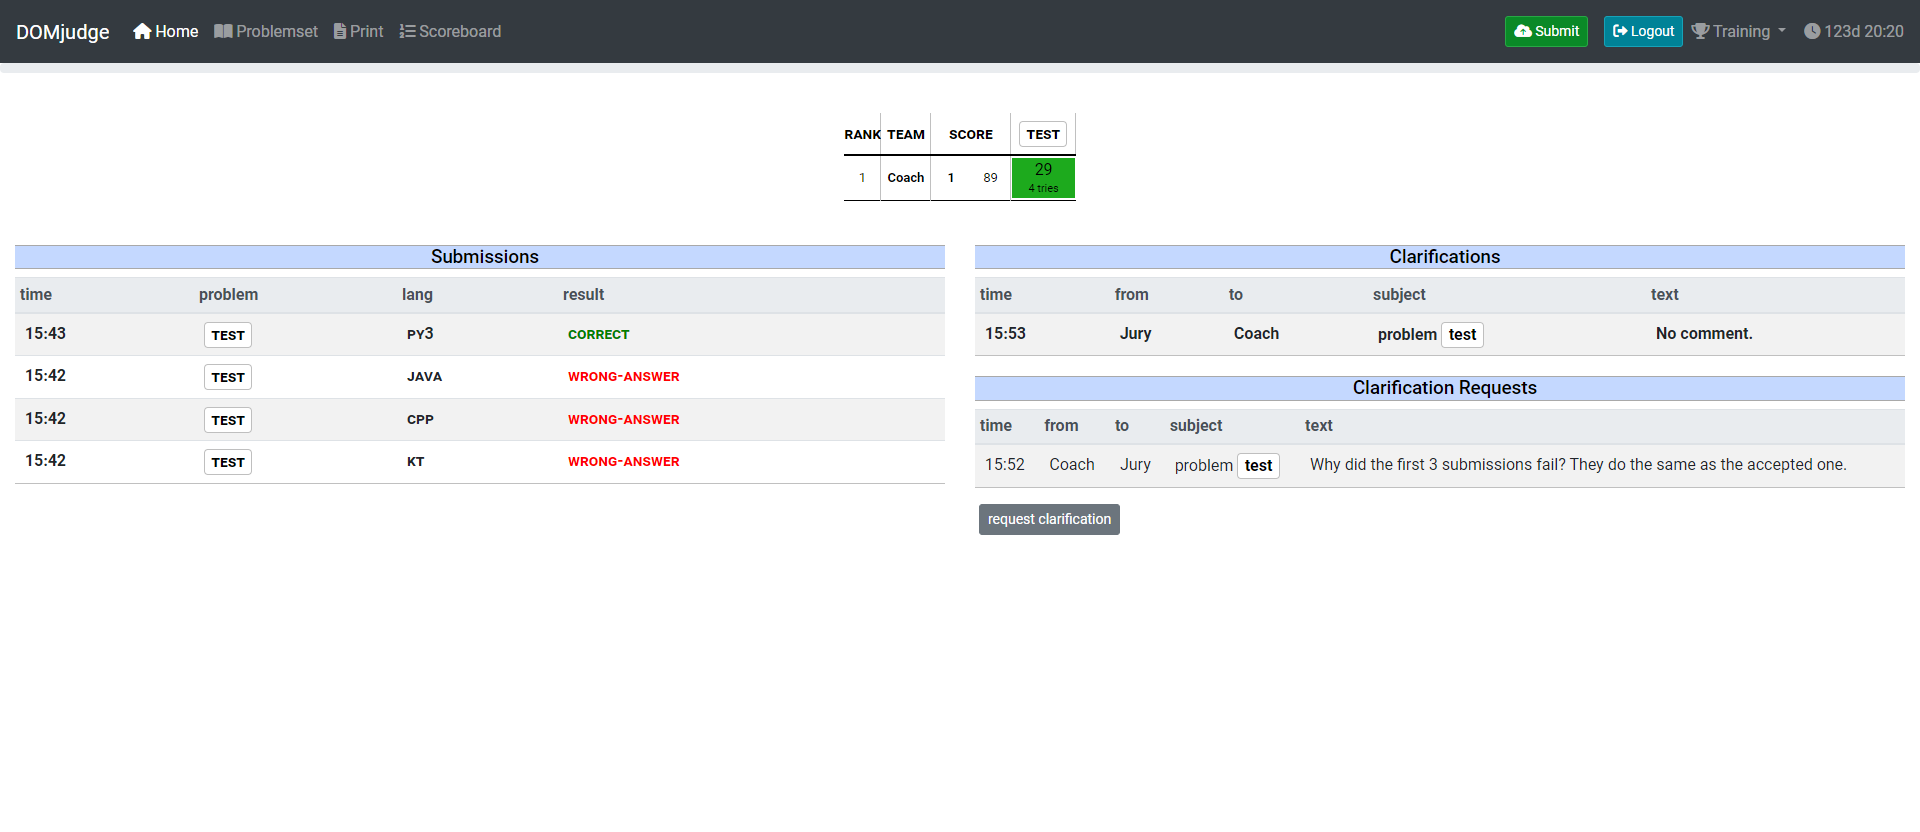 DOMjudge Home Problemset Print Scoreboard Submit Logout Training 123d 20:20
RANK TEAM SCORE TEST
1 Coach 1 89 29
4 tries
Submissions
time problem lang result
15:43 TEST PY3 CORRECT
15:42 TEST JAVA WRONG-ANSWER
15:42 TEST CPP WRONG-ANSWER
15:42 TEST KT WRONG-ANSWER
Clarifications
time from to subject text
15:53 Jury Coach problem test No comment.
Clarification Requests
time from to subject text
15:52 Coach Jury problem test Why did the first 3 submissions fail? They do the same as the accepted one.
request clarification